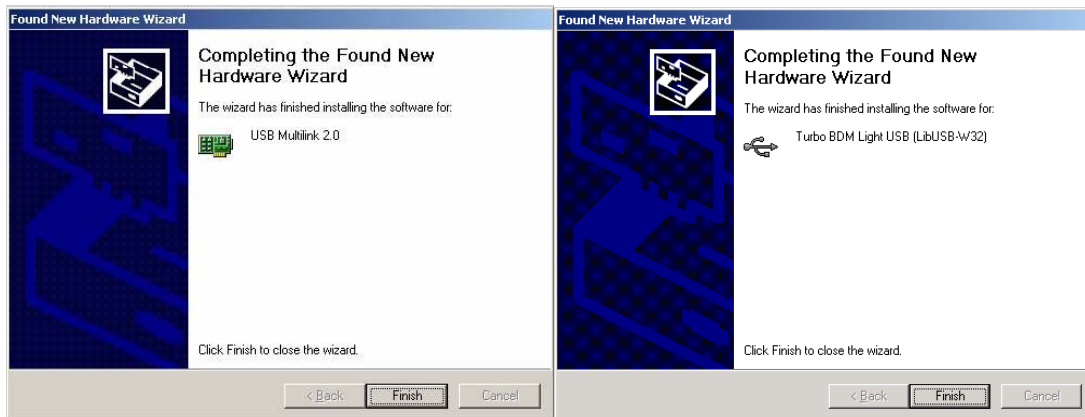 Found New Hardware Wizard
Completing the Found New
Hardware Wizard
The wizard has finished installing the software for:
USB Multilink 2.0
Click Finish to close the wizard.
< Back
Finish
Cancel
Found New Hardware Wizard
Completing the Found New
Hardware Wizard
The wizard has finished installing the software for:
Turbo BDM Light USB (LibUSB-W32)
Click Finish to close the wizard.
< Back
Finish
Cancel